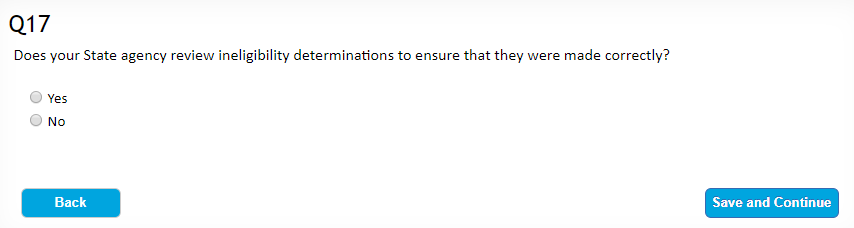 Q17
Does your State agency review ineligibility determinations to ensure that they were made correctly?
Yes
No
Back
Save and Continue